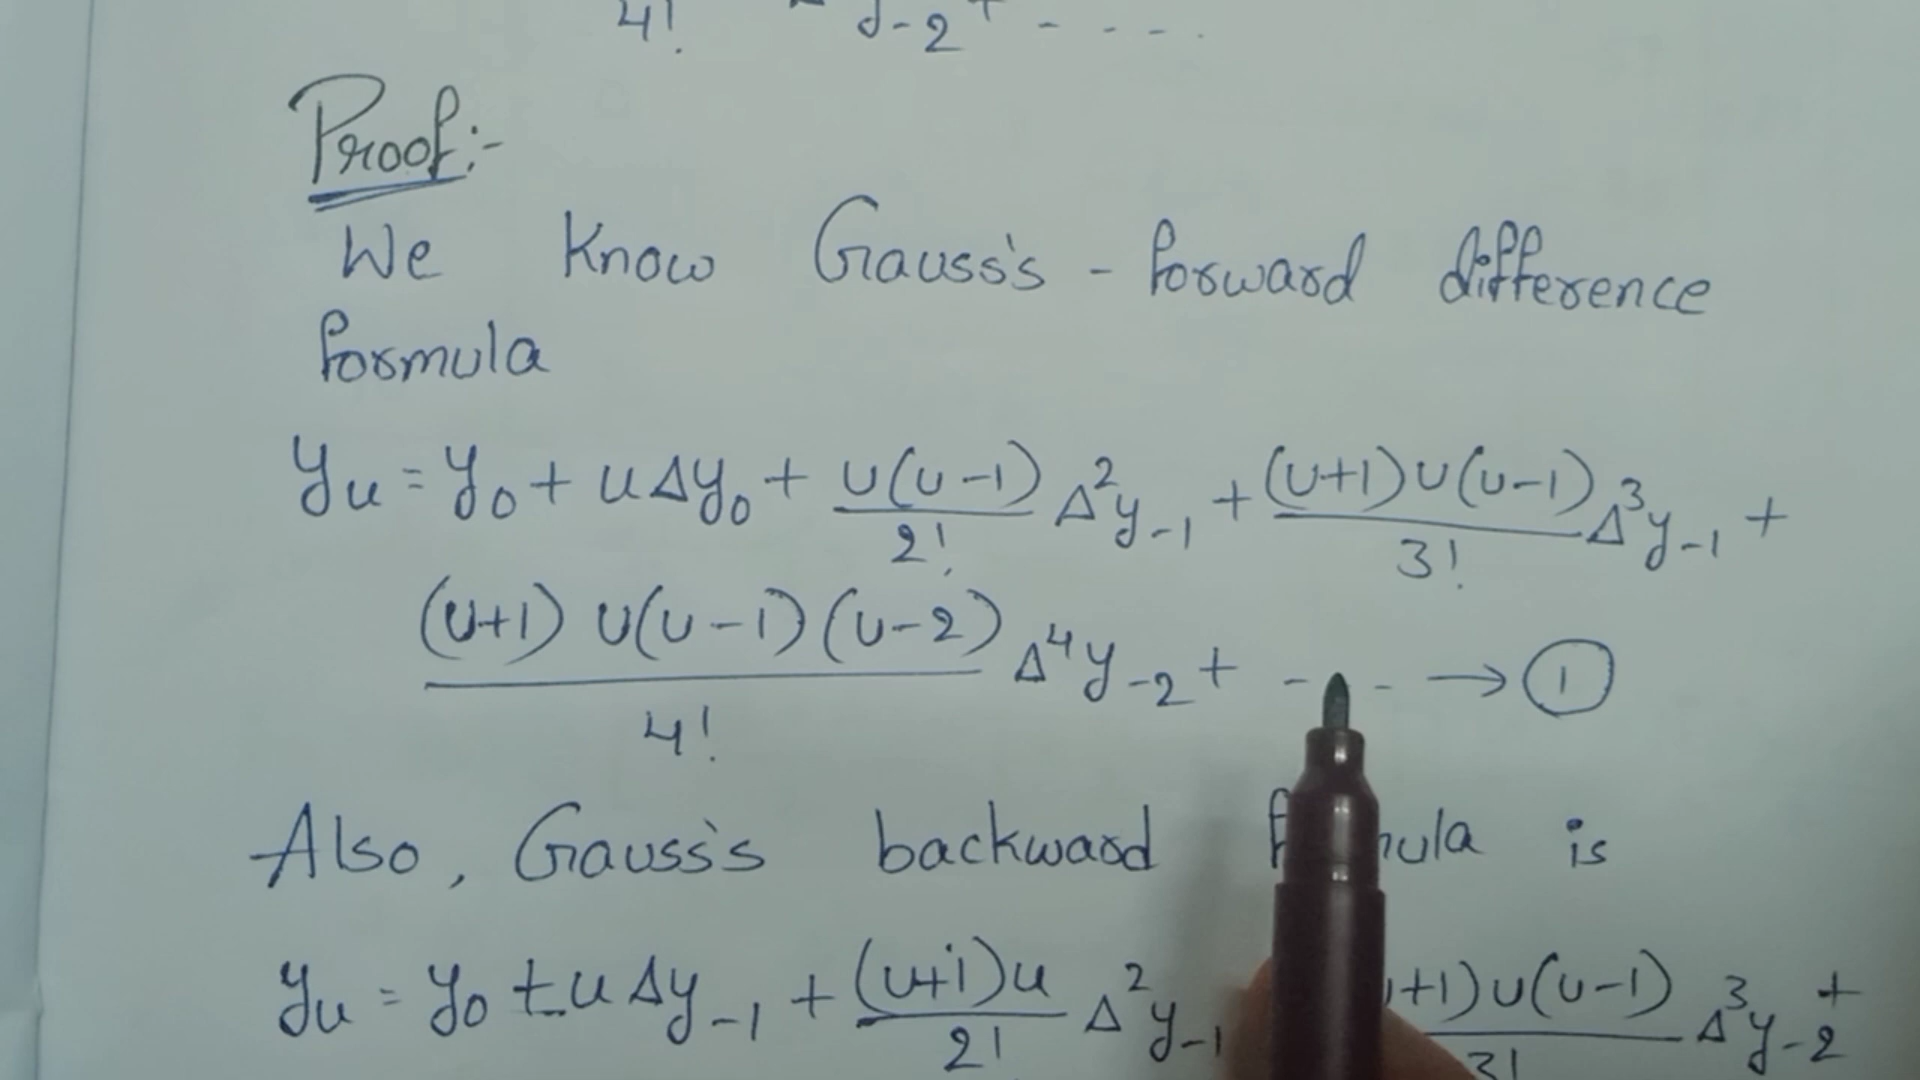 4! y-2 + - - - .
Proof:-
We know Gauss's - forward difference
formula
yu = y0 + uΔy0 + u(u-1)/2! Δ²y-1 + (u+1)u(u-1)/3! Δ³y-1 +
(u+1) u(u-1)(u-2)/4! Δ⁴y-2 + - - - → ①
Also, Gauss's backward is
yu = y0 + uΔy-1 + (u+1)u/2! Δ²y-1 +1)u(u-1)/3! Δ³y-2 +